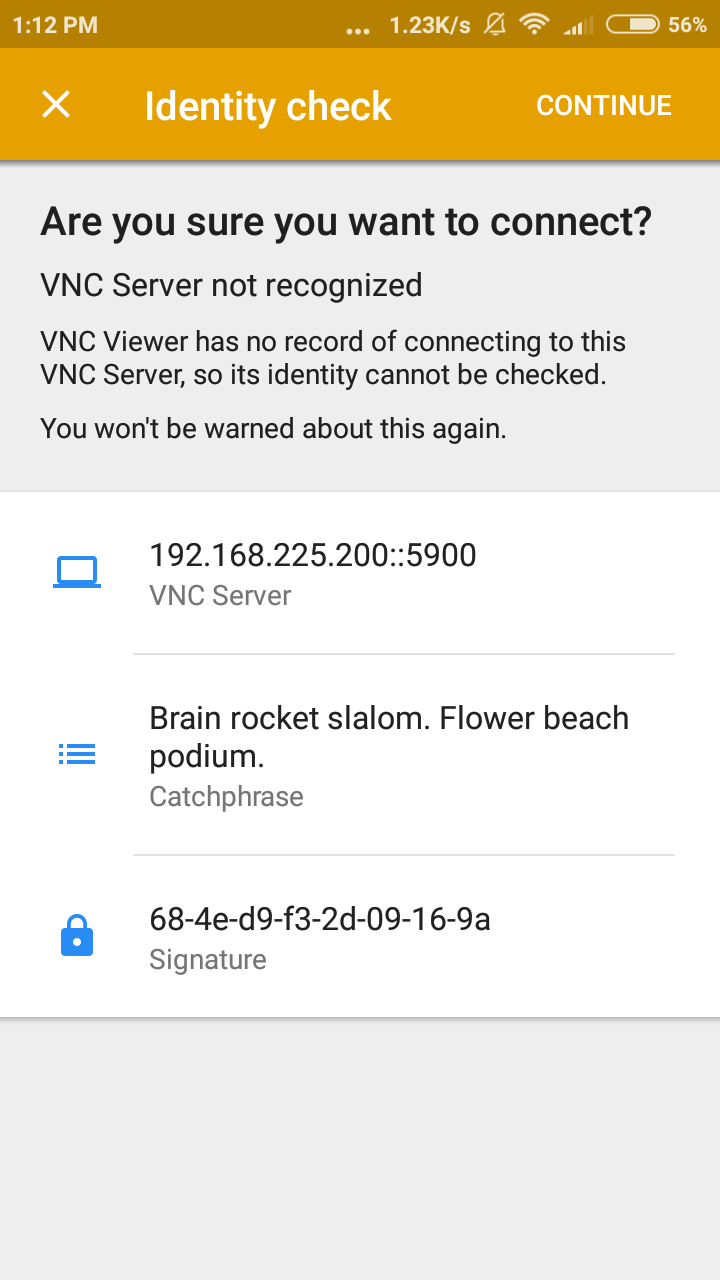 1:12 PM ... 1.23K/s 56%
Identity check CONTINUE
Are you sure you want to connect?
VNC Server not recognized
VNC Viewer has no record of connecting to this
VNC Server, so its identity cannot be checked.
You won't be warned about this again.
192.168.225.200::5900
VNC Server
Brain rocket slalom. Flower beach
podium.
Catchphrase
68-4e-d9-f3-2d-09-16-9a
Signature